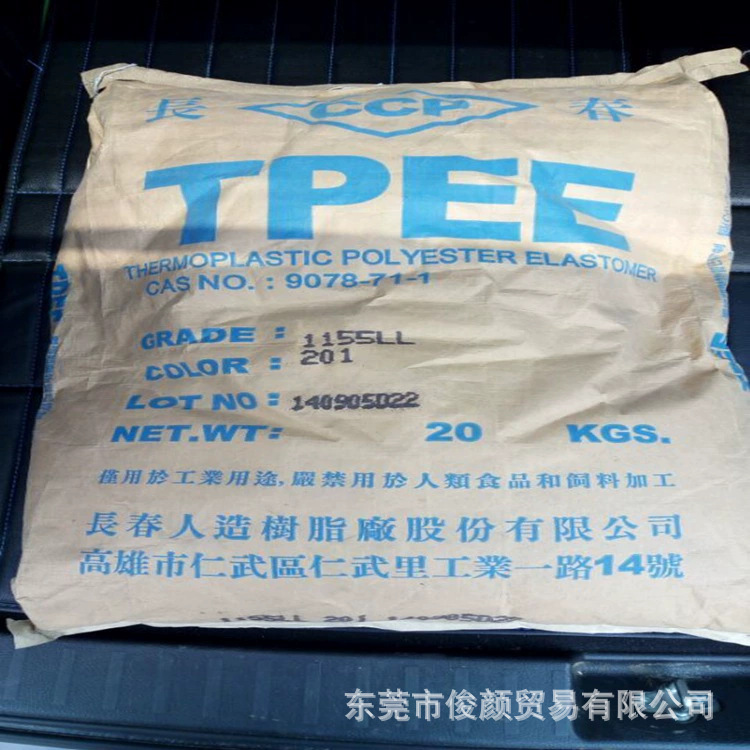 長 CCP 春
TPEE
THERMOPLASTIC POLYESTER ELASTOMER
CAS NO.: 9078-71-1
GRADE: 1155LL
COLOR: 201
LOT NO: 140905D22
NET.WT: 20 KGS.
僅用於工業用途,嚴禁用於人類食品和飼料加工
長春人造樹脂廠股份有限公司
高雄市仁武區仁武里工業一路14號
1155LL 201 140905D22
东莞市俊颜贸易有限公司